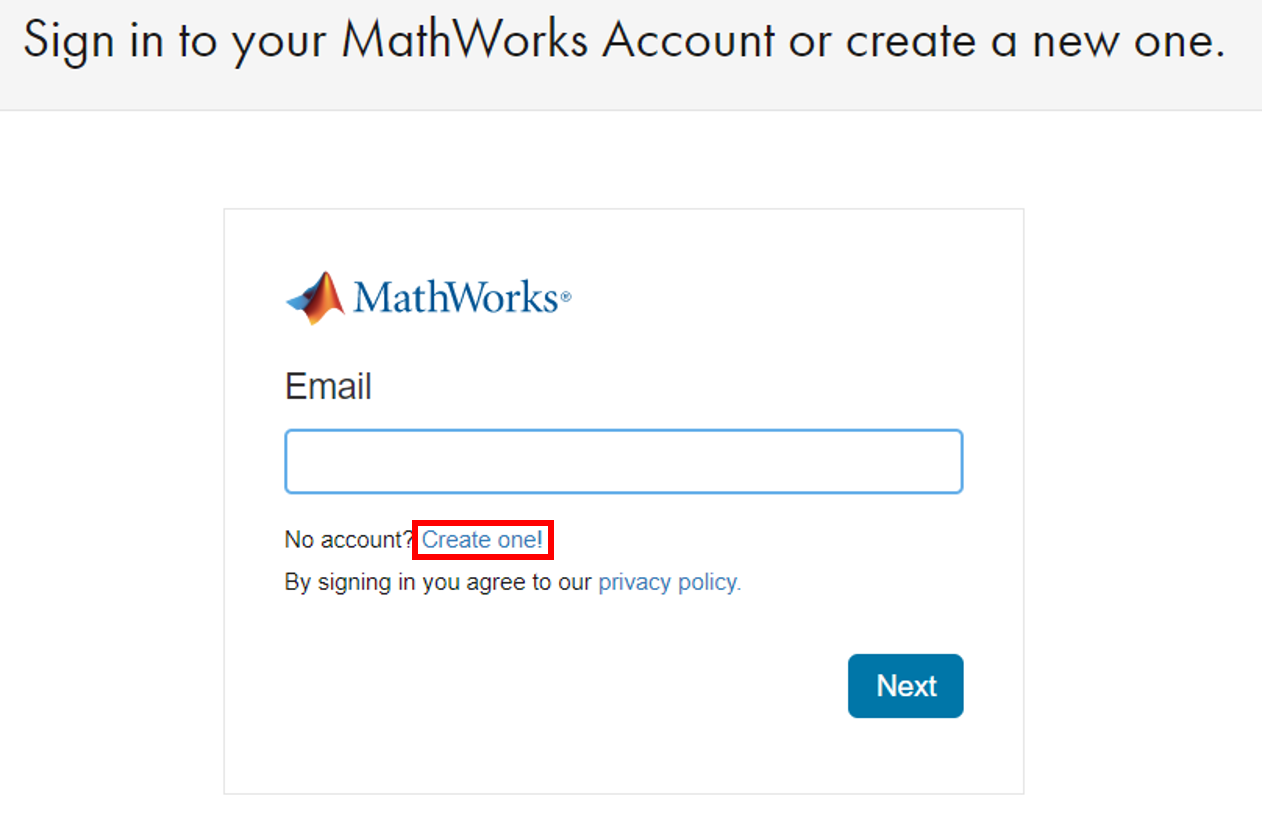 Sign in to your MathWorks Account or create a new one.
MathWorks®
Email
No account? Create one!
By signing in you agree to our privacy policy.
Next